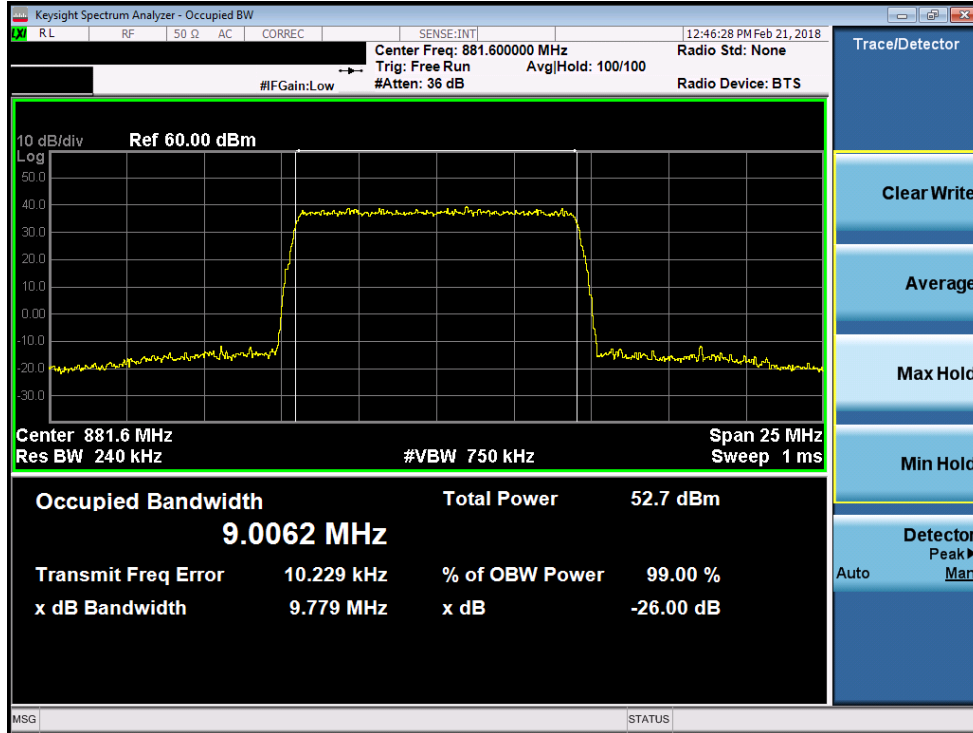 Keysight Spectrum Analyzer - Occupied BW
LXI RL RF 50 Ω AC CORREC SENSE:INT 12:46:28 PM Feb 21, 2018
Center Freq: 881.600000 MHz Radio Std: None
Trig: Free Run Avg|Hold: 100/100
#IFGain:Low #Atten: 36 dB Radio Device: BTS
10 dB/div Ref 60.00 dBm
Log
50.0
40.0
30.0
20.0
10.0
0.00
-10.0
-20.0
-30.0
Center 881.6 MHz Span 25 MHz
Res BW 240 kHz #VBW 750 kHz Sweep 1 ms
Occupied Bandwidth Total Power 52.7 dBm
9.0062 MHz
Transmit Freq Error 10.229 kHz % of OBW Power 99.00 %
x dB Bandwidth 9.779 MHz x dB -26.00 dB
MSG STATUS
Trace/Detector
Clear Write
Average
Max Hold
Min Hold
Detector
Peak
Auto Man